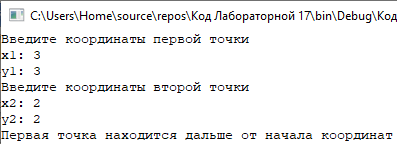 C:\Users\Home\source\repos\Код Лабораторной 17\bin\Debug\Код
Введите координаты первой точки
x1: 3
y1: 3
Введите координаты второй точки
x2: 2
y2: 2
Первая точка находится дальше от начала координат